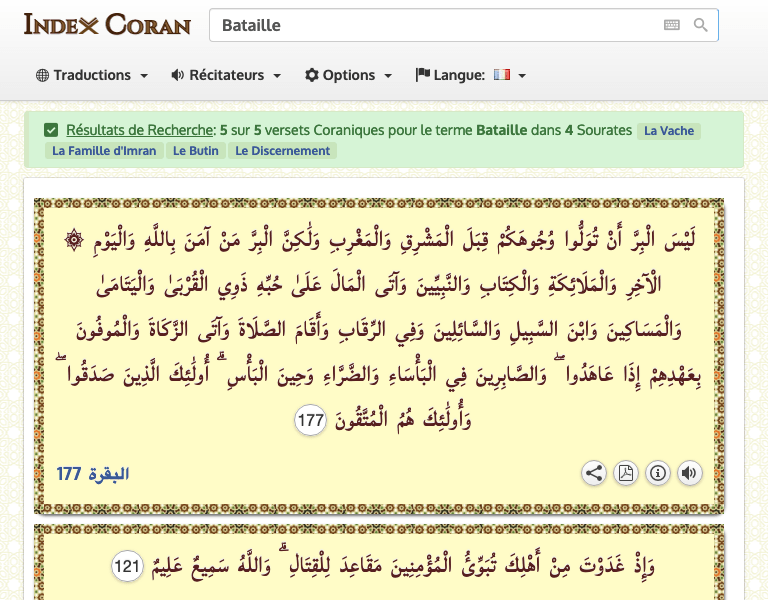 INDEX CORAN
Bataille
Traductions
Récitateurs
Options
Langue:
Résultats de Recherche: 5 sur 5 versets Coraniques pour le terme Bataille dans 4 Sourates La Vache
La Famille d'Imran Le Butin Le Discernement
۞ لَيْسَ الْبِرَّ أَنْ تُوَلُّوا وُجُوهَكُمْ قِبَلَ الْمَشْرِقِ وَالْمَغْرِبِ وَلَٰكِنَّ الْبِرَّ مَنْ آمَنَ بِاللَّهِ وَالْيَوْمِ
الْآخِرِ وَالْمَلَائِكَةِ وَالْكِتَابِ وَالنَّبِيِّينَ وَآتَى الْمَالَ عَلَىٰ حُبِّهِ ذَوِي الْقُرْبَىٰ وَالْيَتَامَىٰ
وَالْمَسَاكِينَ وَابْنَ السَّبِيلِ وَالسَّائِلِينَ وَفِي الرِّقَابِ وَأَقَامَ الصَّلَاةَ وَآتَى الزَّكَاةَ وَالْمُوفُونَ
بِعَهْدِهِمْ إِذَا عَاهَدُوا ۖ وَالصَّابِرِينَ فِي الْبَأْسَاءِ وَالضَّرَّاءِ وَحِينَ الْبَأْسِ ۗ أُولَٰئِكَ الَّذِينَ صَدَقُوا ۖ
وَأُولَٰئِكَ هُمُ الْمُتَّقُونَ 177
البقرة 177
وَإِذْ غَدَوْتَ مِنْ أَهْلِكَ تُبَوِّئُ الْمُؤْمِنِينَ مَقَاعِدَ لِلْقِتَالِ ۗ وَاللَّهُ سَمِيعٌ عَلِيمٌ 121